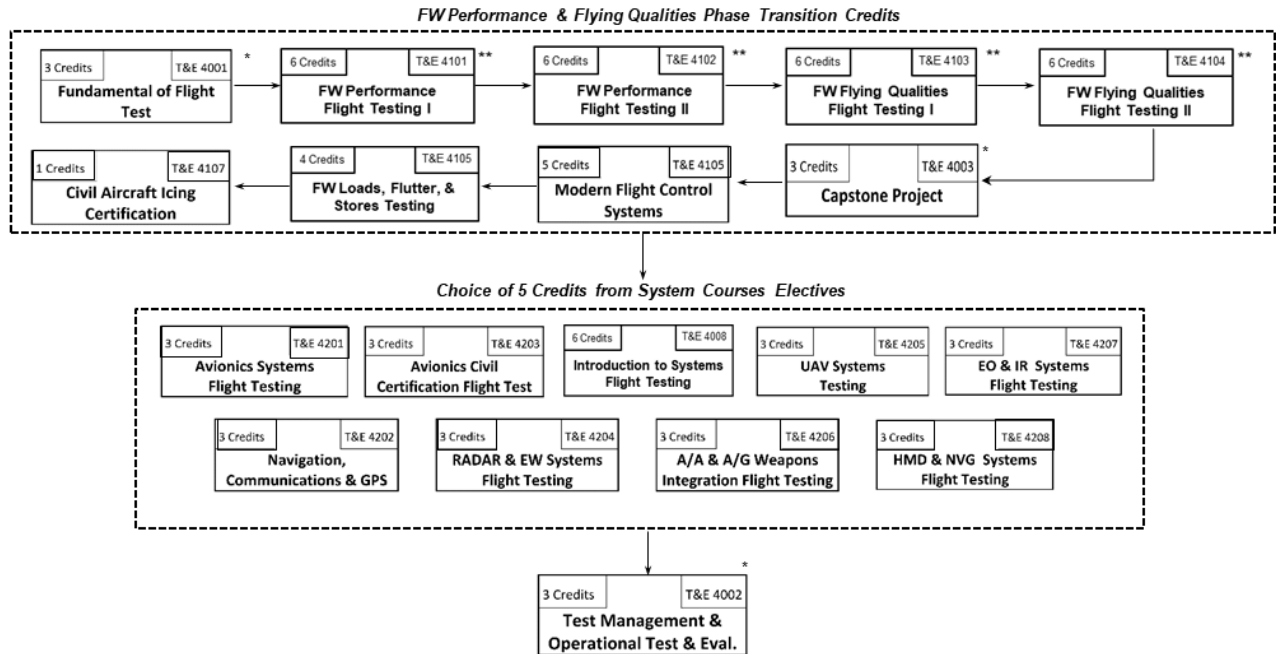 FW Performance & Flying Qualities Phase Transition Credits
3 Credits T&E 4001 *
Fundamental of Flight
Test
6 Credits T&E 4101 **
FW Performance
Flight Testing I
6 Credits T&E 4102 **
FW Performance
Flight Testing II
6 Credits T&E 4103 **
FW Flying Qualities
Flight Testing I
6 Credits T&E 4104 **
FW Flying Qualities
Flight Testing II
1 Credits T&E 4107
Civil Aircraft Icing
Certification
4 Credits T&E 4105
FW Loads, Flutter, &
Stores Testing
5 Credits T&E 4105
Modern Flight Control
Systems
3 Credits T&E 4003 *
Capstone Project
Choice of 5 Credits from System Courses Electives
3 Credits T&E 4201
Avionics Systems
Flight Testing
3 Credits T&E 4203
Avionics Civil
Certification Flight Test
6 Credits T&E 4008
Introduction to Systems
Flight Testing
3 Credits T&E 4205
UAV Systems
Testing
3 Credits T&E 4207
EO & IR Systems
Flight Testing
3 Credits T&E 4202
Navigation,
Communications & GPS
3 Credits T&E 4204
RADAR & EW Systems
Flight Testing
3 Credits T&E 4206
A/A & A/G Weapons
Integration Flight Testing
3 Credits T&E 4208
HMD & NVG Systems
Flight Testing
3 Credits T&E 4002 *
Test Management &
Operational Test & Eval.